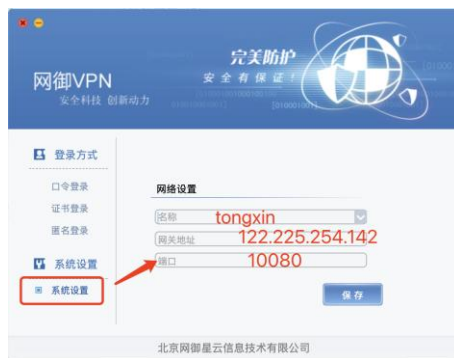 完美防护
安全有保证！
网御VPN
安全科技 创新动力
[010001001]
登录方式
口令登录
证书登录
匿名登录
系统设置
系统设置
网络设置
名称 tongxin
网关地址 122.225.254.142
端口 10080
保存
北京网御星云信息技术有限公司